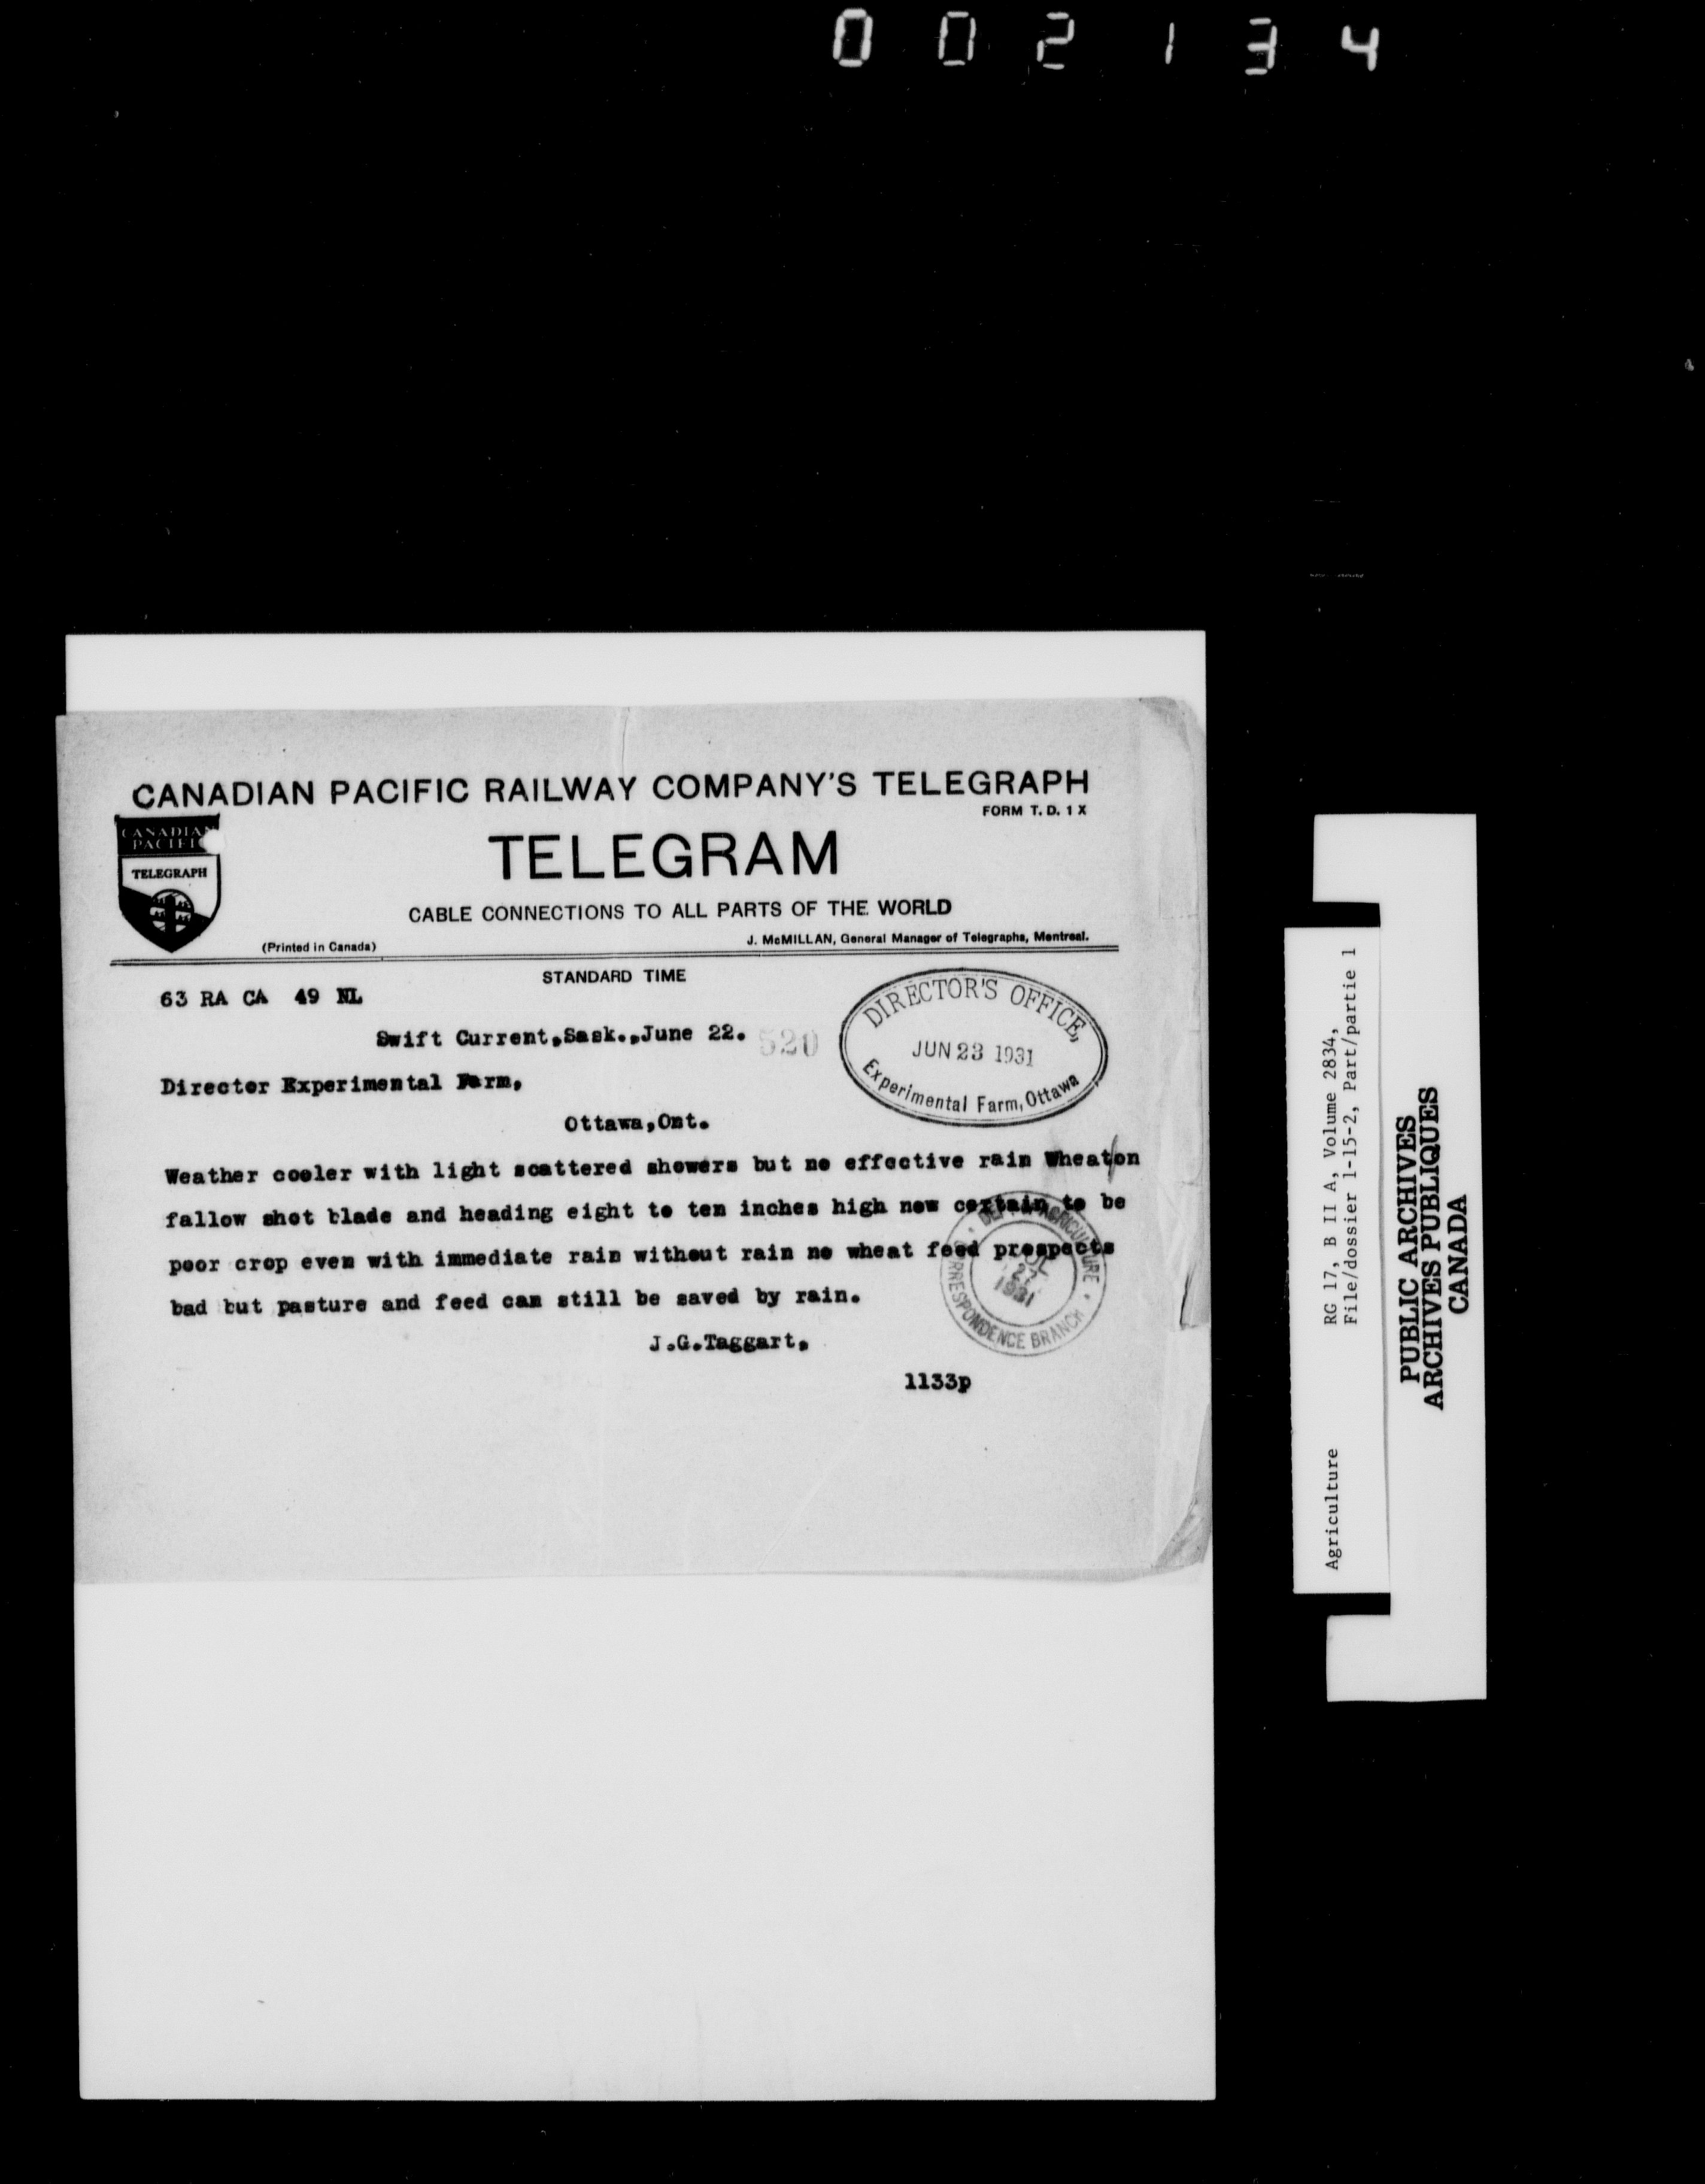 002134
CANADIAN PACIFIC RAILWAY COMPANY'S TELEGRAPH
FORM T. D. 1 X
CANADIAN
PACIFIC
TELEGRAPH
TELEGRAM
CABLE CONNECTIONS TO ALL PARTS OF THE WORLD
(Printed in Canada)
J. McMILLAN, General Manager of Telegraphs, Montreal.
STANDARD TIME
63 RA CA 49 NL
Swift Current,Sask.,June 22.
520
DIRECTOR'S OFFICE,
JUN 23 1931
Experimental Farm, Ottawa
Director Experimental Farm,
Ottawa,Ont.
Weather cooler with light scattered showers but no effective rain wheat/on
fallow shot blade and heading eight to ten inches high now certain to be
poor crop even with immediate rain without rain no wheat feed prospects
bad but pasture and feed can still be saved by rain.
J.G.Taggart.
1133p
AGRICULTURE
1931
CORRESPONDENCE BRANCH
Agriculture RG 17, B II A, Volume 2834,
File/dossier 1-15-2, Part/partie 1
PUBLIC ARCHIVES
ARCHIVES PUBLIQUES
CANADA